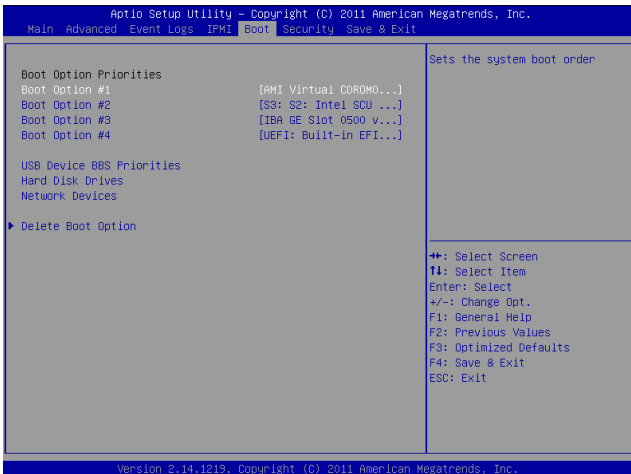 Aptio Setup Utility – Copyright (C) 2011 American Megatrends, Inc.
Main Advanced Event Logs IPMI Boot Security Save & Exit
Boot Option Priorities
Boot Option #1 [AMI Virtual CDROM0...]
Boot Option #2 [S3: S2: Intel SCU ...]
Boot Option #3 [IBA GE Slot 0500 v...]
Boot Option #4 [UEFI: Built-in EFI...]
USB Device BBS Priorities
Hard Disk Drives
Network Devices
▶ Delete Boot Option
Sets the system boot order
→←: Select Screen
↑↓: Select Item
Enter: Select
+/-: Change Opt.
F1: General Help
F2: Previous Values
F3: Optimized Defaults
F4: Save & Exit
ESC: Exit
Version 2.14.1219. Copyright (C) 2011 American Megatrends, Inc.